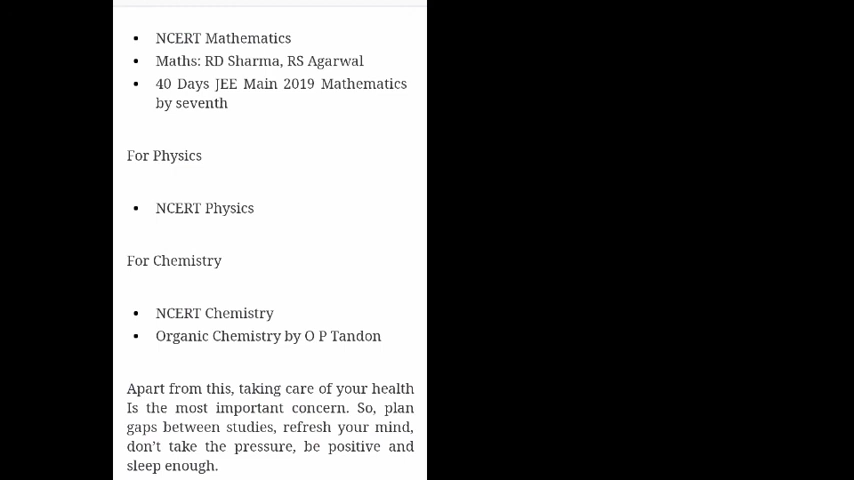 • NCERT Mathematics
• Maths: RD Sharma, RS Agarwal
• 40 Days JEE Main 2019 Mathematics
by seventh
For Physics
• NCERT Physics
For Chemistry
• NCERT Chemistry
• Organic Chemistry by O P Tandon
Apart from this, taking care of your health
Is the most important concern. So, plan
gaps between studies, refresh your mind,
don't take the pressure, be positive and
sleep enough.